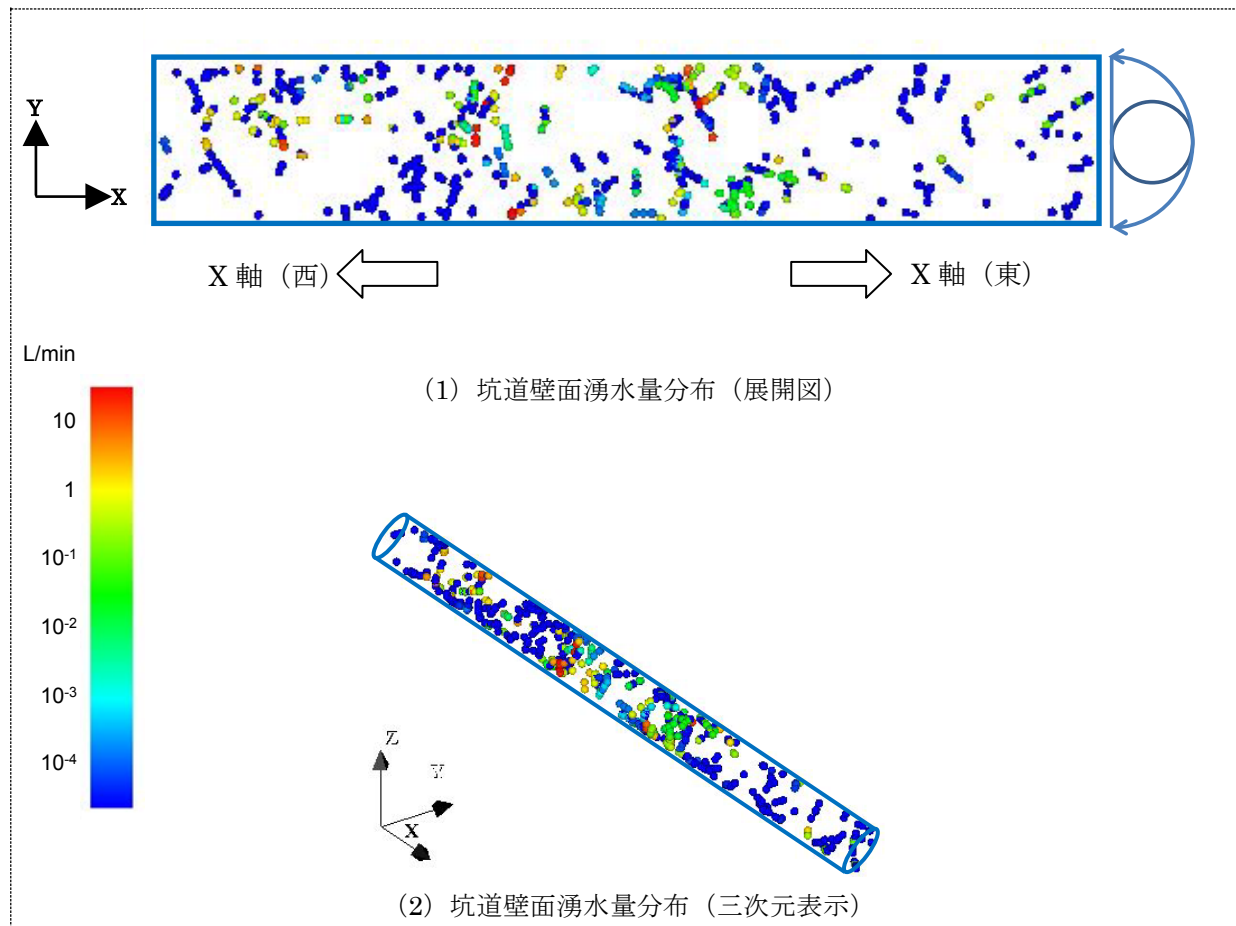 Y
X
X 軸（西）
X 軸（東）
（1）坑道壁面湧水量分布（展開図）
L/min
10
1
10⁻¹
10⁻²
10⁻³
10⁻⁴
Z
Y
X
（2）坑道壁面湧水量分布（三次元表示）